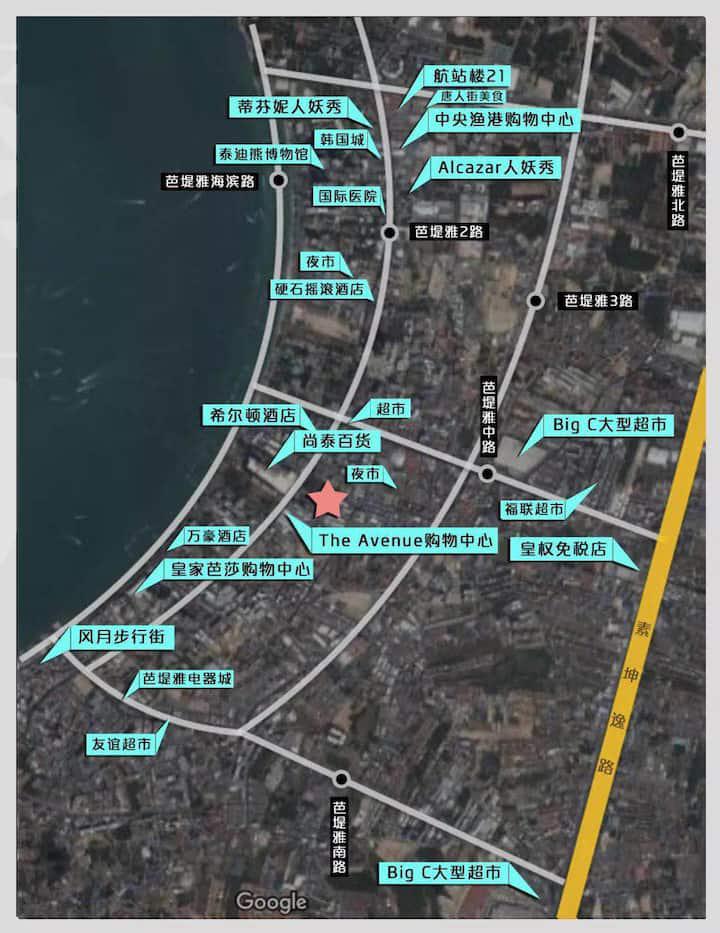 航站楼21
唐人街美食
蒂芬妮人妖秀
中央渔港购物中心
韩国城
泰迪熊博物馆
Alcazar人妖秀
芭堤雅北路
芭堤雅海滨路
国际医院
芭堤雅2路
夜市
硬石摇滚酒店
芭堤雅3路
芭堤雅中路
希尔顿酒店
超市
尚泰百货
Big C大型超市
夜市
福联超市
万豪酒店
The Avenue购物中心
皇权免税店
皇家芭莎购物中心
风月步行街
素坤逸路
芭堤雅电器城
友谊超市
芭堤雅南路
Big C大型超市
Google